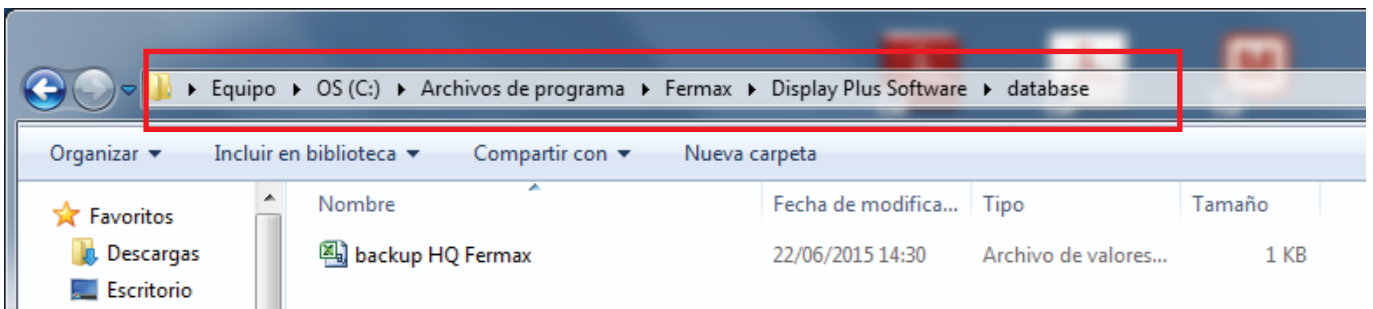 Equipo ▸ OS (C:) ▸ Archivos de programa ▸ Fermax ▸ Display Plus Software ▸ database
Organizar ▾ Incluir en biblioteca ▾ Compartir con ▾ Nueva carpeta
Favoritos
Descargas
Escritorio
Nombre Fecha de modifica... Tipo Tamaño
backup HQ Fermax 22/06/2015 14:30 Archivo de valores... 1 KB